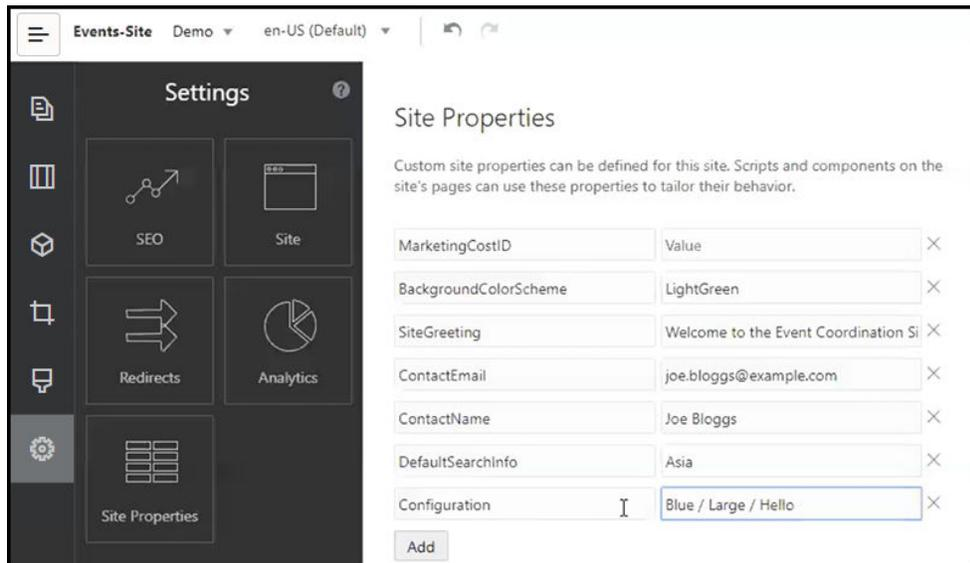 Events-Site Demo en-US (Default)
Settings ?
SEO
Site
Redirects
Analytics
Site Properties
Site Properties
Custom site properties can be defined for this site. Scripts and components on the
site's pages can use these properties to tailor their behavior.
MarketingCostID Value
BackgroundColorScheme LightGreen
SiteGreeting Welcome to the Event Coordination Si
ContactEmail joe.bloggs@example.com
ContactName Joe Bloggs
DefaultSearchInfo Asia
Configuration Blue / Large / Hello
Add